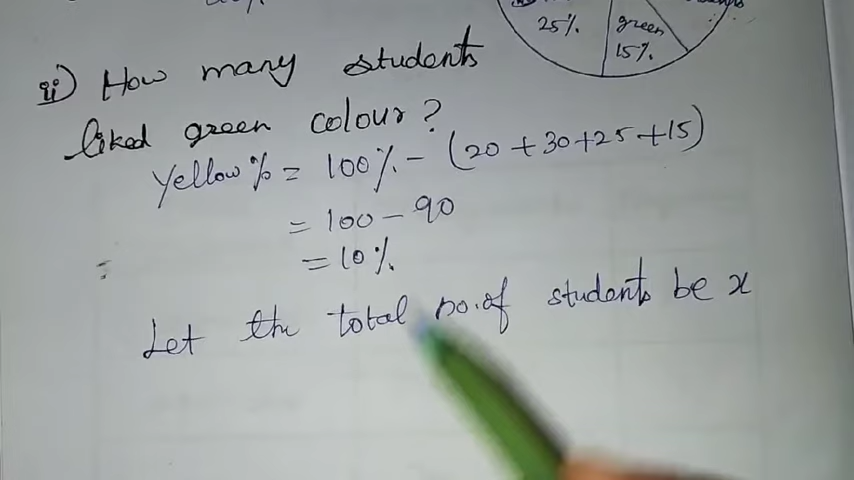 25%.
green
15%.
ii) How many students
liked green colour?
Yellow% = 100% - (20 + 30 + 25 + 15)
= 100 - 90
= 10%.
Let the total no. of students be x